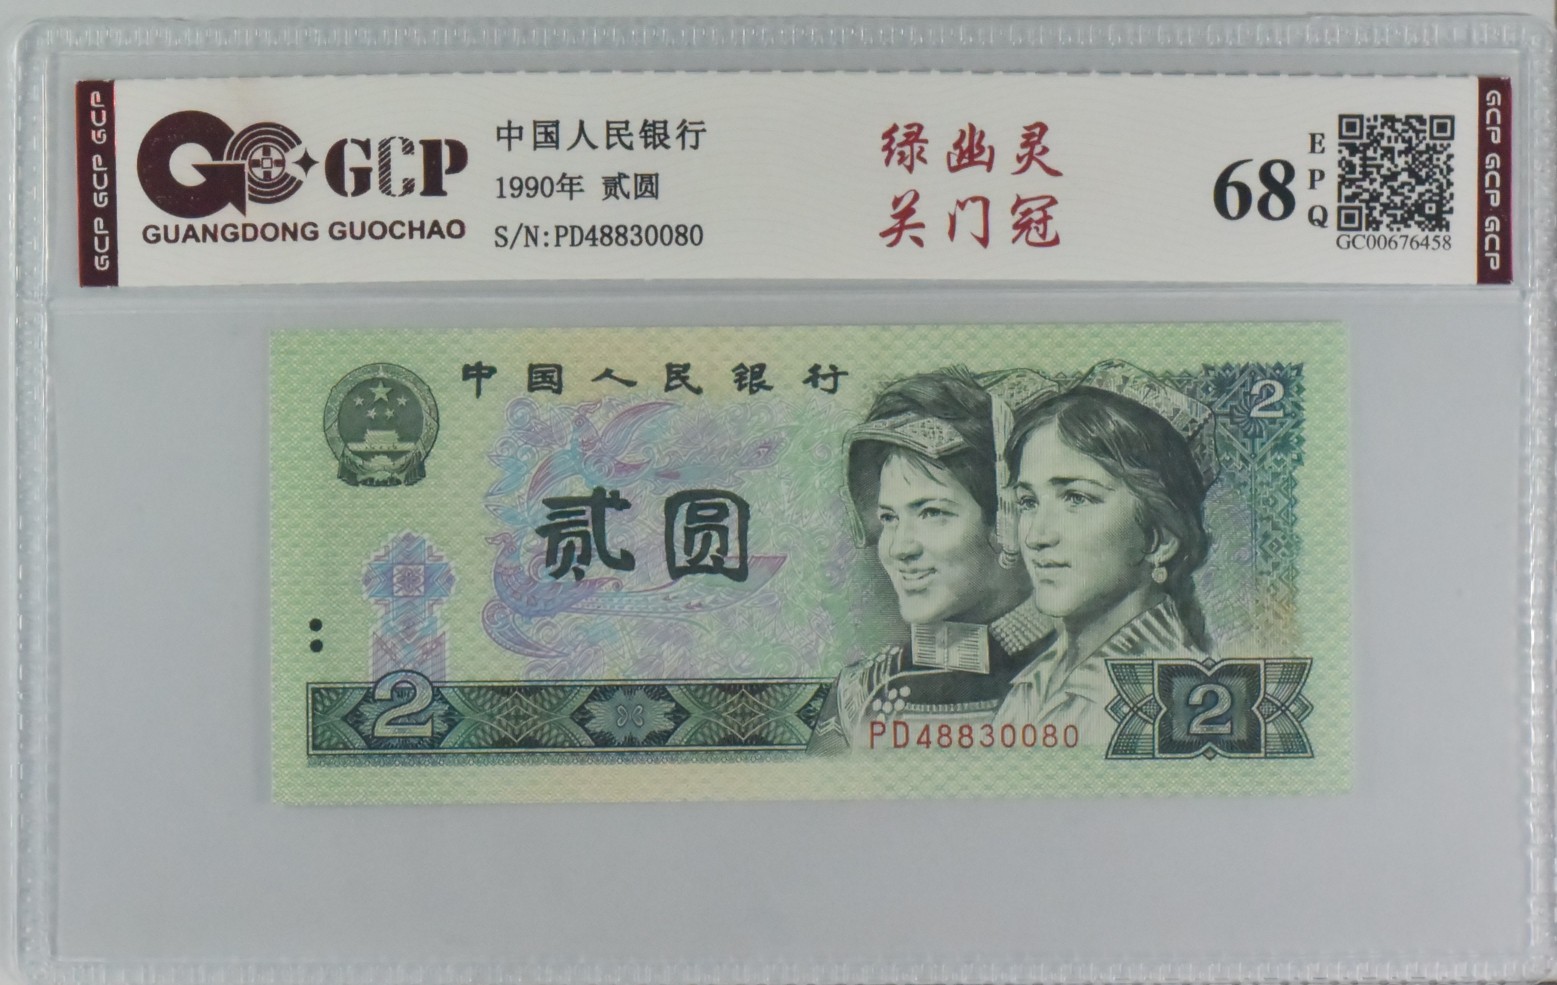 GCP GCP GCP
GCP
GUANGDONG GUOCHAO
中国人民银行
1990年 贰圆
S/N:PD48830080
绿幽灵
关门冠
68
EPQ
GC00676458
GCP GCP GCP
中国人民银行
2
贰圆
2
PD48830080
2